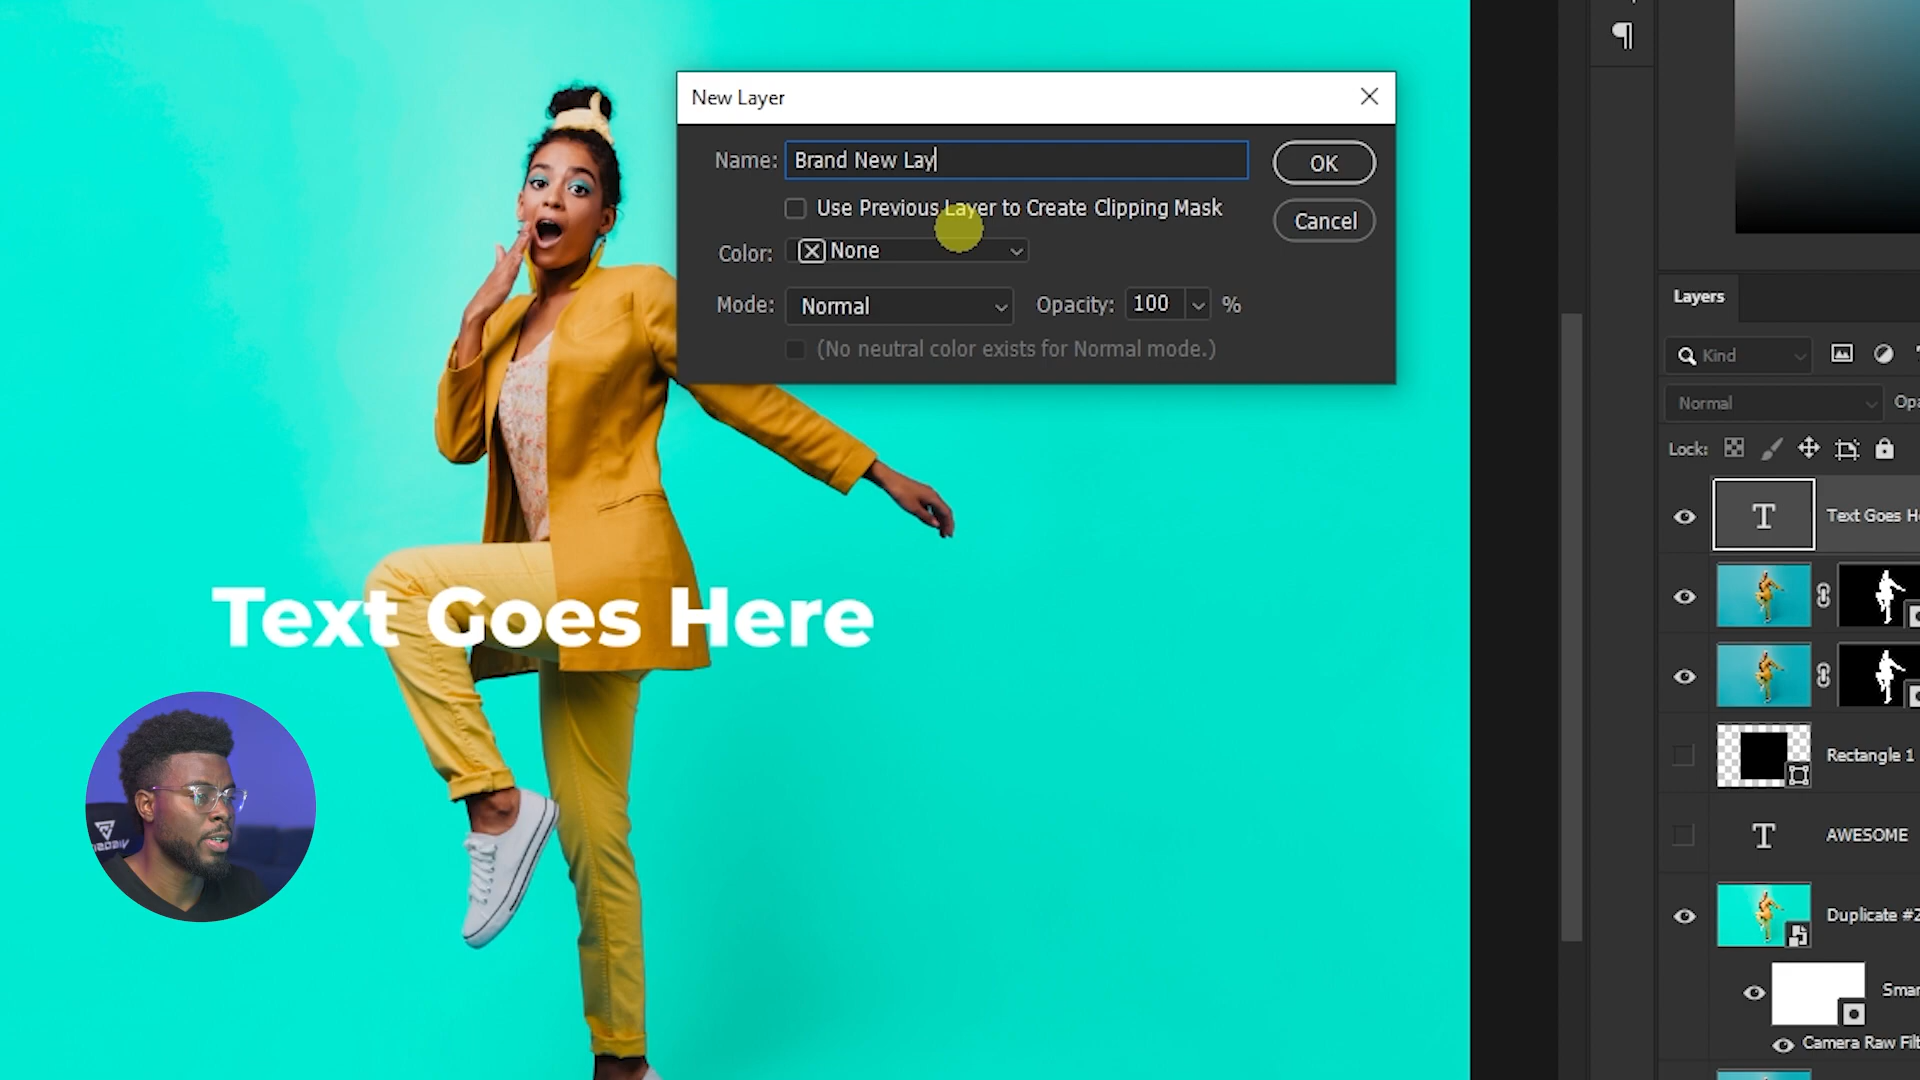 New Layer
Name: Brand New Lay
OK
Use Previous Layer to Create Clipping Mask
Cancel
Color: None
Mode: Normal Opacity: 100 %
(No neutral color exists for Normal mode.)
Layers
Kind
Normal Opa
Lock:
T Text Goes H
Text Goes Here
Rectangle 1
T AWESOME
Duplicate #2
Smar
Camera Raw Filt